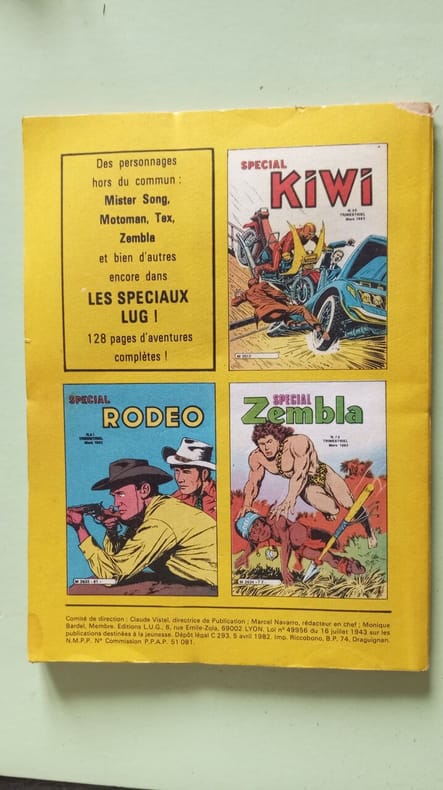 Des personnages
hors du commun :
Mister Song,
Motoman, Tex,
Zembla
et bien d'autres
encore dans
LES SPECIAUX
LUG !
128 pages d'aventures
complètes !
SPECIAL
KiWi
TRIMESTRIEL
SPECIAL
RODEO
TRIMESTRIEL
SPECIAL
Zembla
TRIMESTRIEL
Comité de direction : Claude Vistel, directrice de Publication ; Marcel Navarro, rédacteur en chef ; Monique
Bardel, Membre. Editions L.U.G., 6, rue Emile-Zola, 69002 LYON. Loi n° 49956 du 16 juillet 1943 sur les
publications destinées à la jeunesse. Dépôt légal C 293, 5 avril 1982. Imp. Riccobono, B.P. 74, Draguignan.
N.M.P.P. N° Commission P.P.A.P. 51 091.